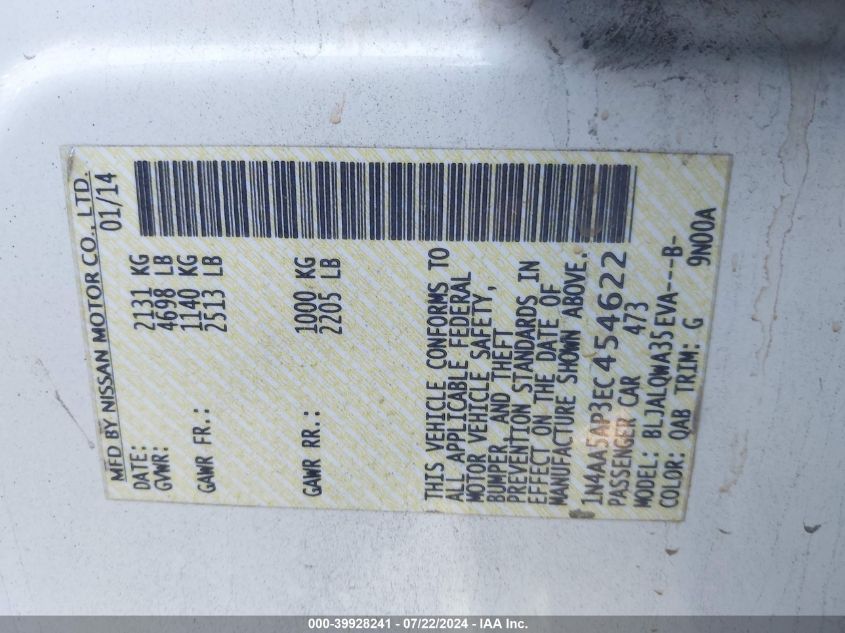 MFD BY NISSAN MOTOR CO., LTD.
DATE: 01/14
GVWR: 2131 KG
4698 LB
GAWR FR.: 1140 KG
2513 LB
GAWR RR.: 1000 KG
2205 LB
THIS VEHICLE CONFORMS TO
ALL APPLICABLE FEDERAL
MOTOR VEHICLE SAFETY,
BUMPER, AND THEFT
PREVENTION STANDARDS IN
EFFECT ON THE DATE OF
MANUFACTURE SHOWN ABOVE.
1N4AA5AP3EC454622
PASSENGER CAR 473
MODEL: BLJALQWA35EVA---B-
COLOR: QAB TRIM: G 9N00A
000-39928241 - 07/22/2024 - IAA Inc.